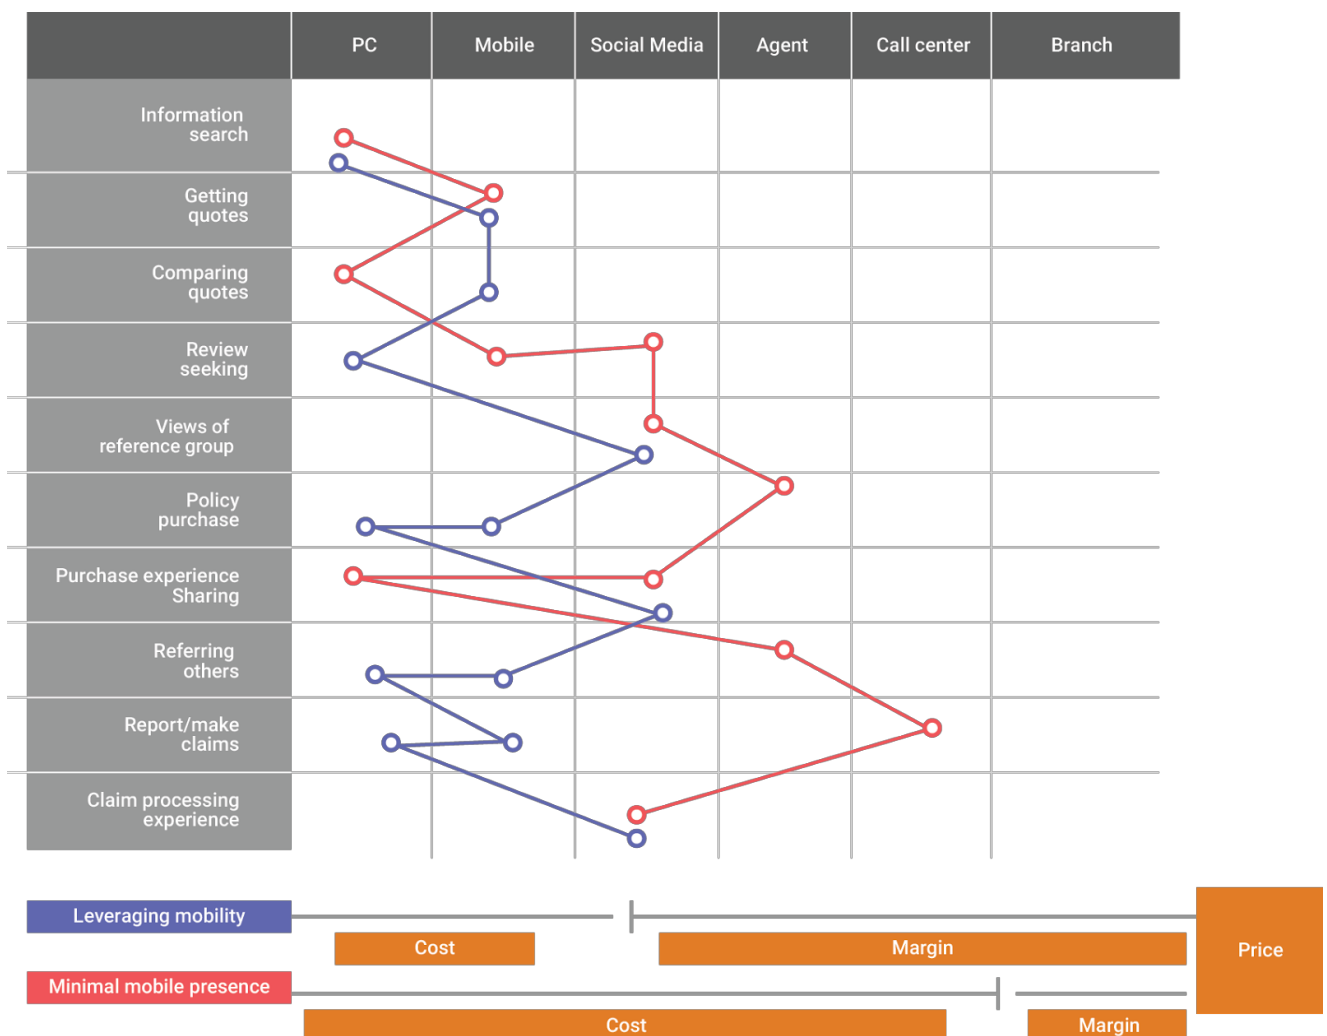 PC Mobile Social Media Agent Call center Branch
Information
search
Getting
quotes
Comparing
quotes
Review
seeking
Views of
reference group
Policy
purchase
Purchase experience
Sharing
Referring
others
Report/make
claims
Claim processing
experience
Leveraging mobility
Cost Margin
Price
Minimal mobile presence
Cost Margin